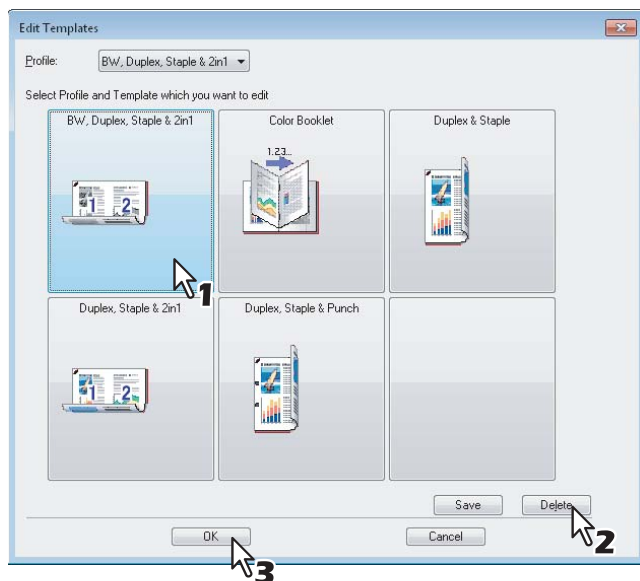 Edit Templates
Profile: BW, Duplex, Staple & 2in1
Select Profile and Template which you want to edit
BW, Duplex, Staple & 2in1 Color Booklet Duplex & Staple
1.23...
1 2
1
Duplex, Staple & 2in1 Duplex, Staple & Punch
1 2
Save Delete
2
OK Cancel
3